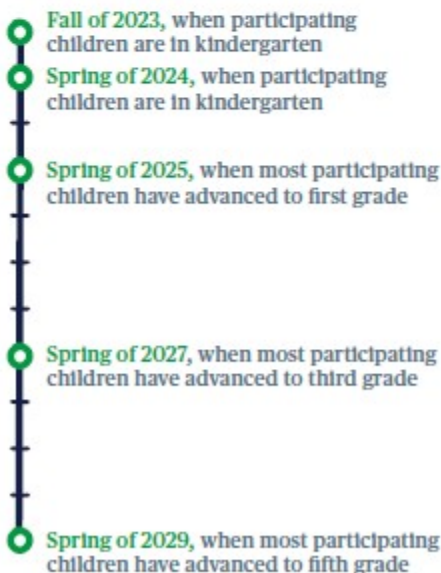 Fall of 2023, when participating
children are in kindergarten
Spring of 2024, when participating
children are in kindergarten
Spring of 2025, when most participating
children have advanced to first grade
Spring of 2027, when most participating
children have advanced to third grade
Spring of 2029, when most participating
children have advanced to fifth grade